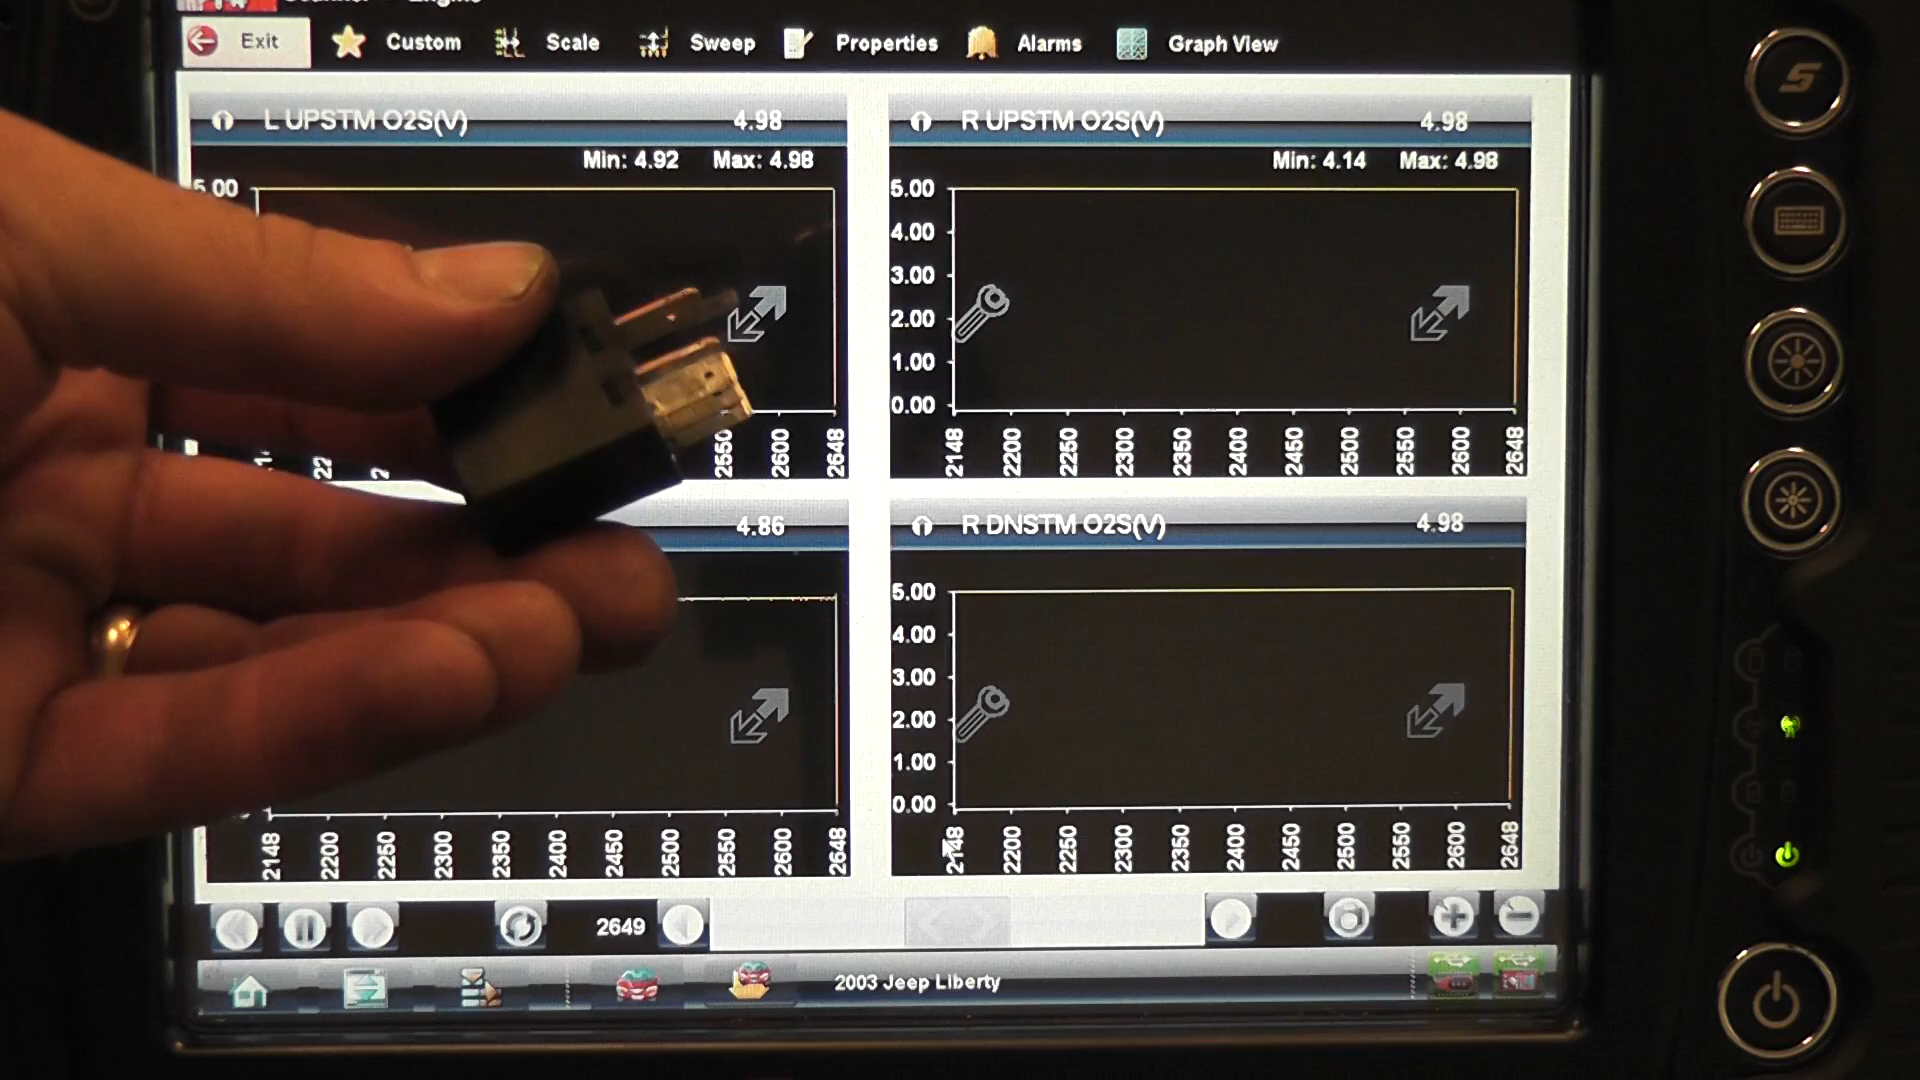 Exit Custom Scale Sweep Properties Alarms Graph View
L UPSTM O2S(V) 4.98
Min: 4.92 Max: 4.98
5.00
2550 2600 2648
R UPSTM O2S(V) 4.98
Min: 4.14 Max: 4.98
5.00
4.00
3.00
2.00
1.00
0.00
2148 2200 2250 2300 2350 2400 2450 2500 2550 2600 2648
4.86
2148 2200 2250 2300 2350 2400 2450 2500 2550 2600 2648
R DNSTM O2S(V) 4.98
5.00
4.00
3.00
2.00
1.00
0.00
2148 2200 2250 2300 2350 2400 2450 2500 2550 2600 2648
2649
2003 Jeep Liberty